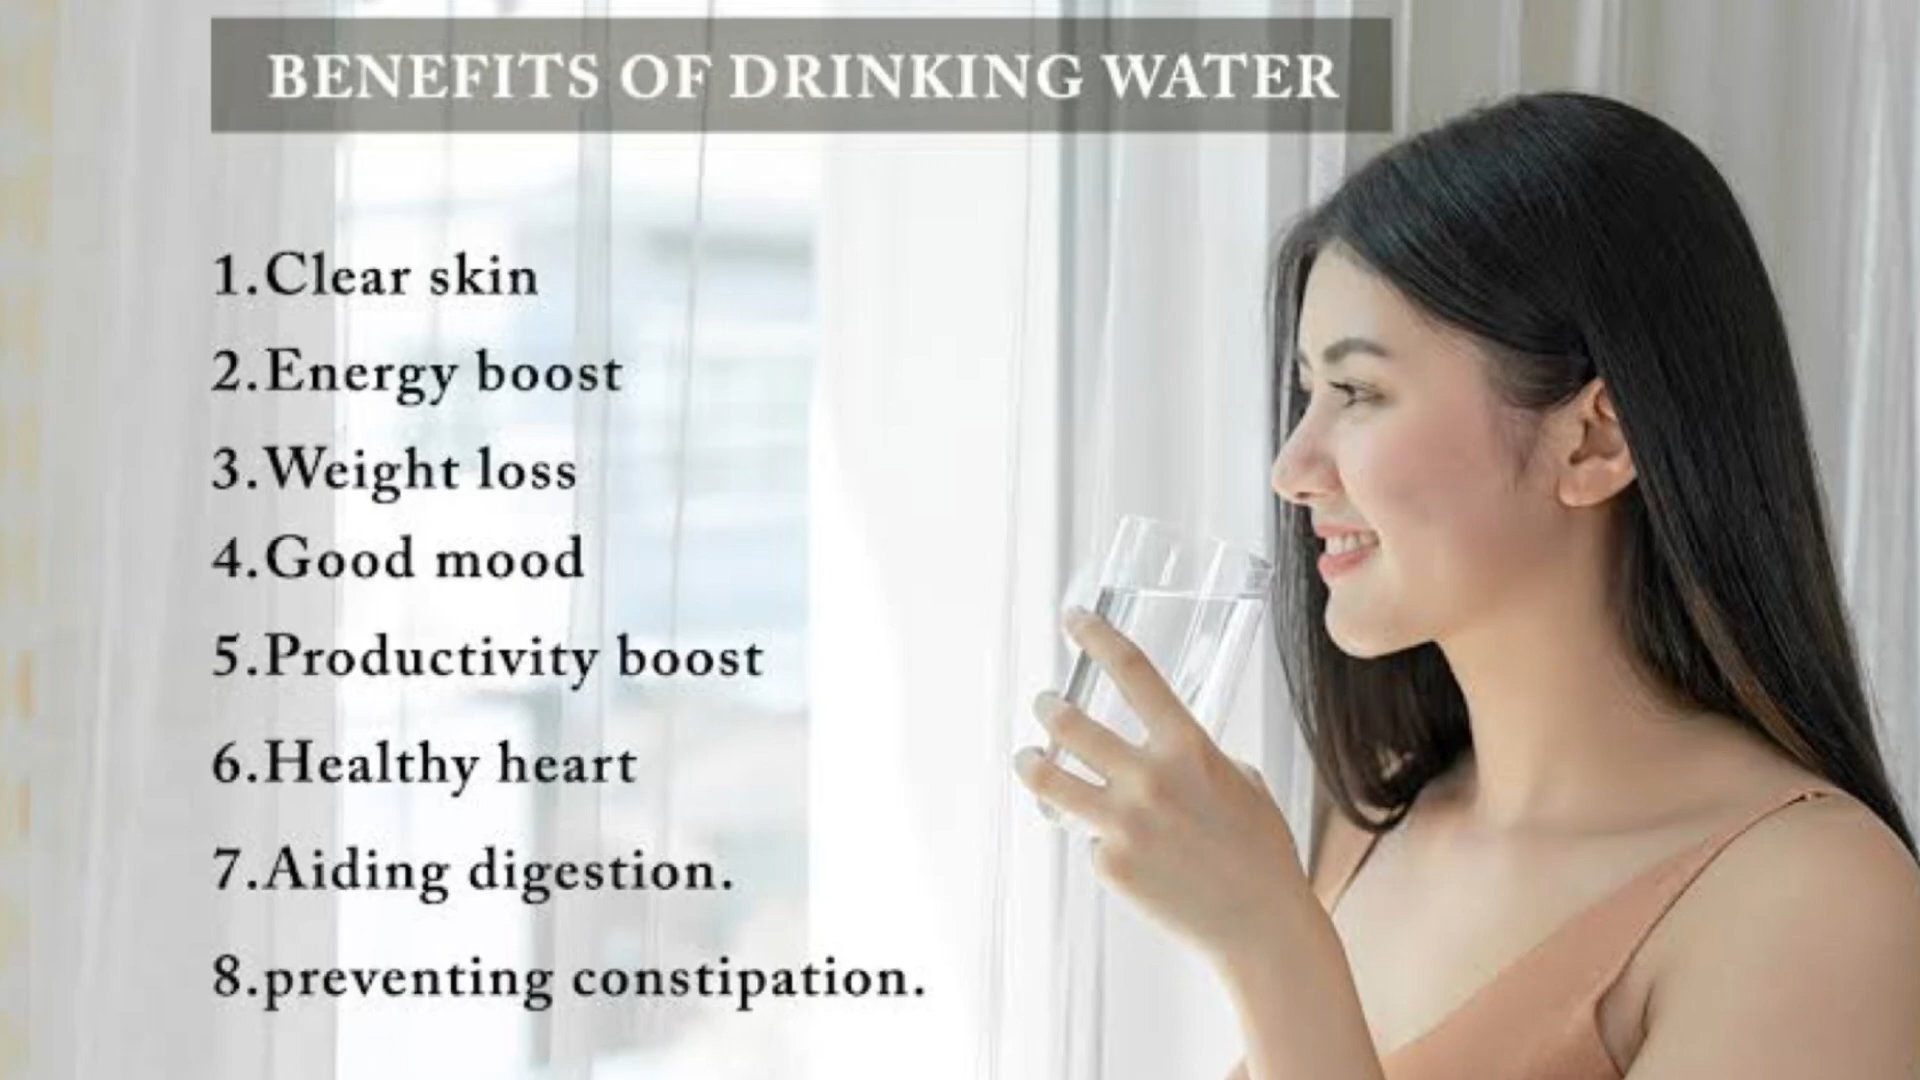 BENEFITS OF DRINKING WATER
1.Clear skin
2.Energy boost
3.Weight loss
4.Good mood
5.Productivity boost
6.Healthy heart
7.Aiding digestion.
8.preventing constipation.